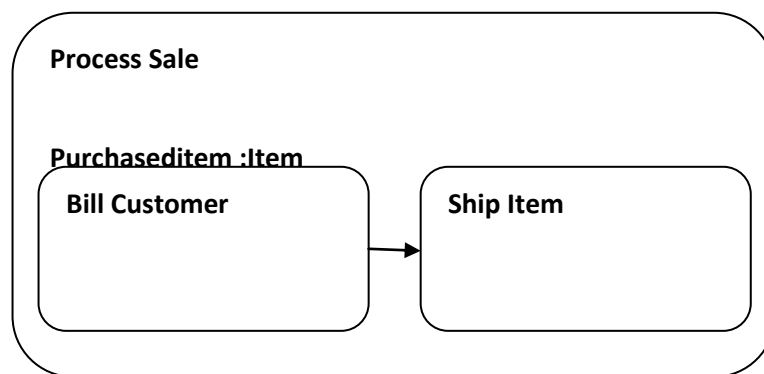 Process Sale
Purchaseditem :Item
Bill Customer
Ship Item